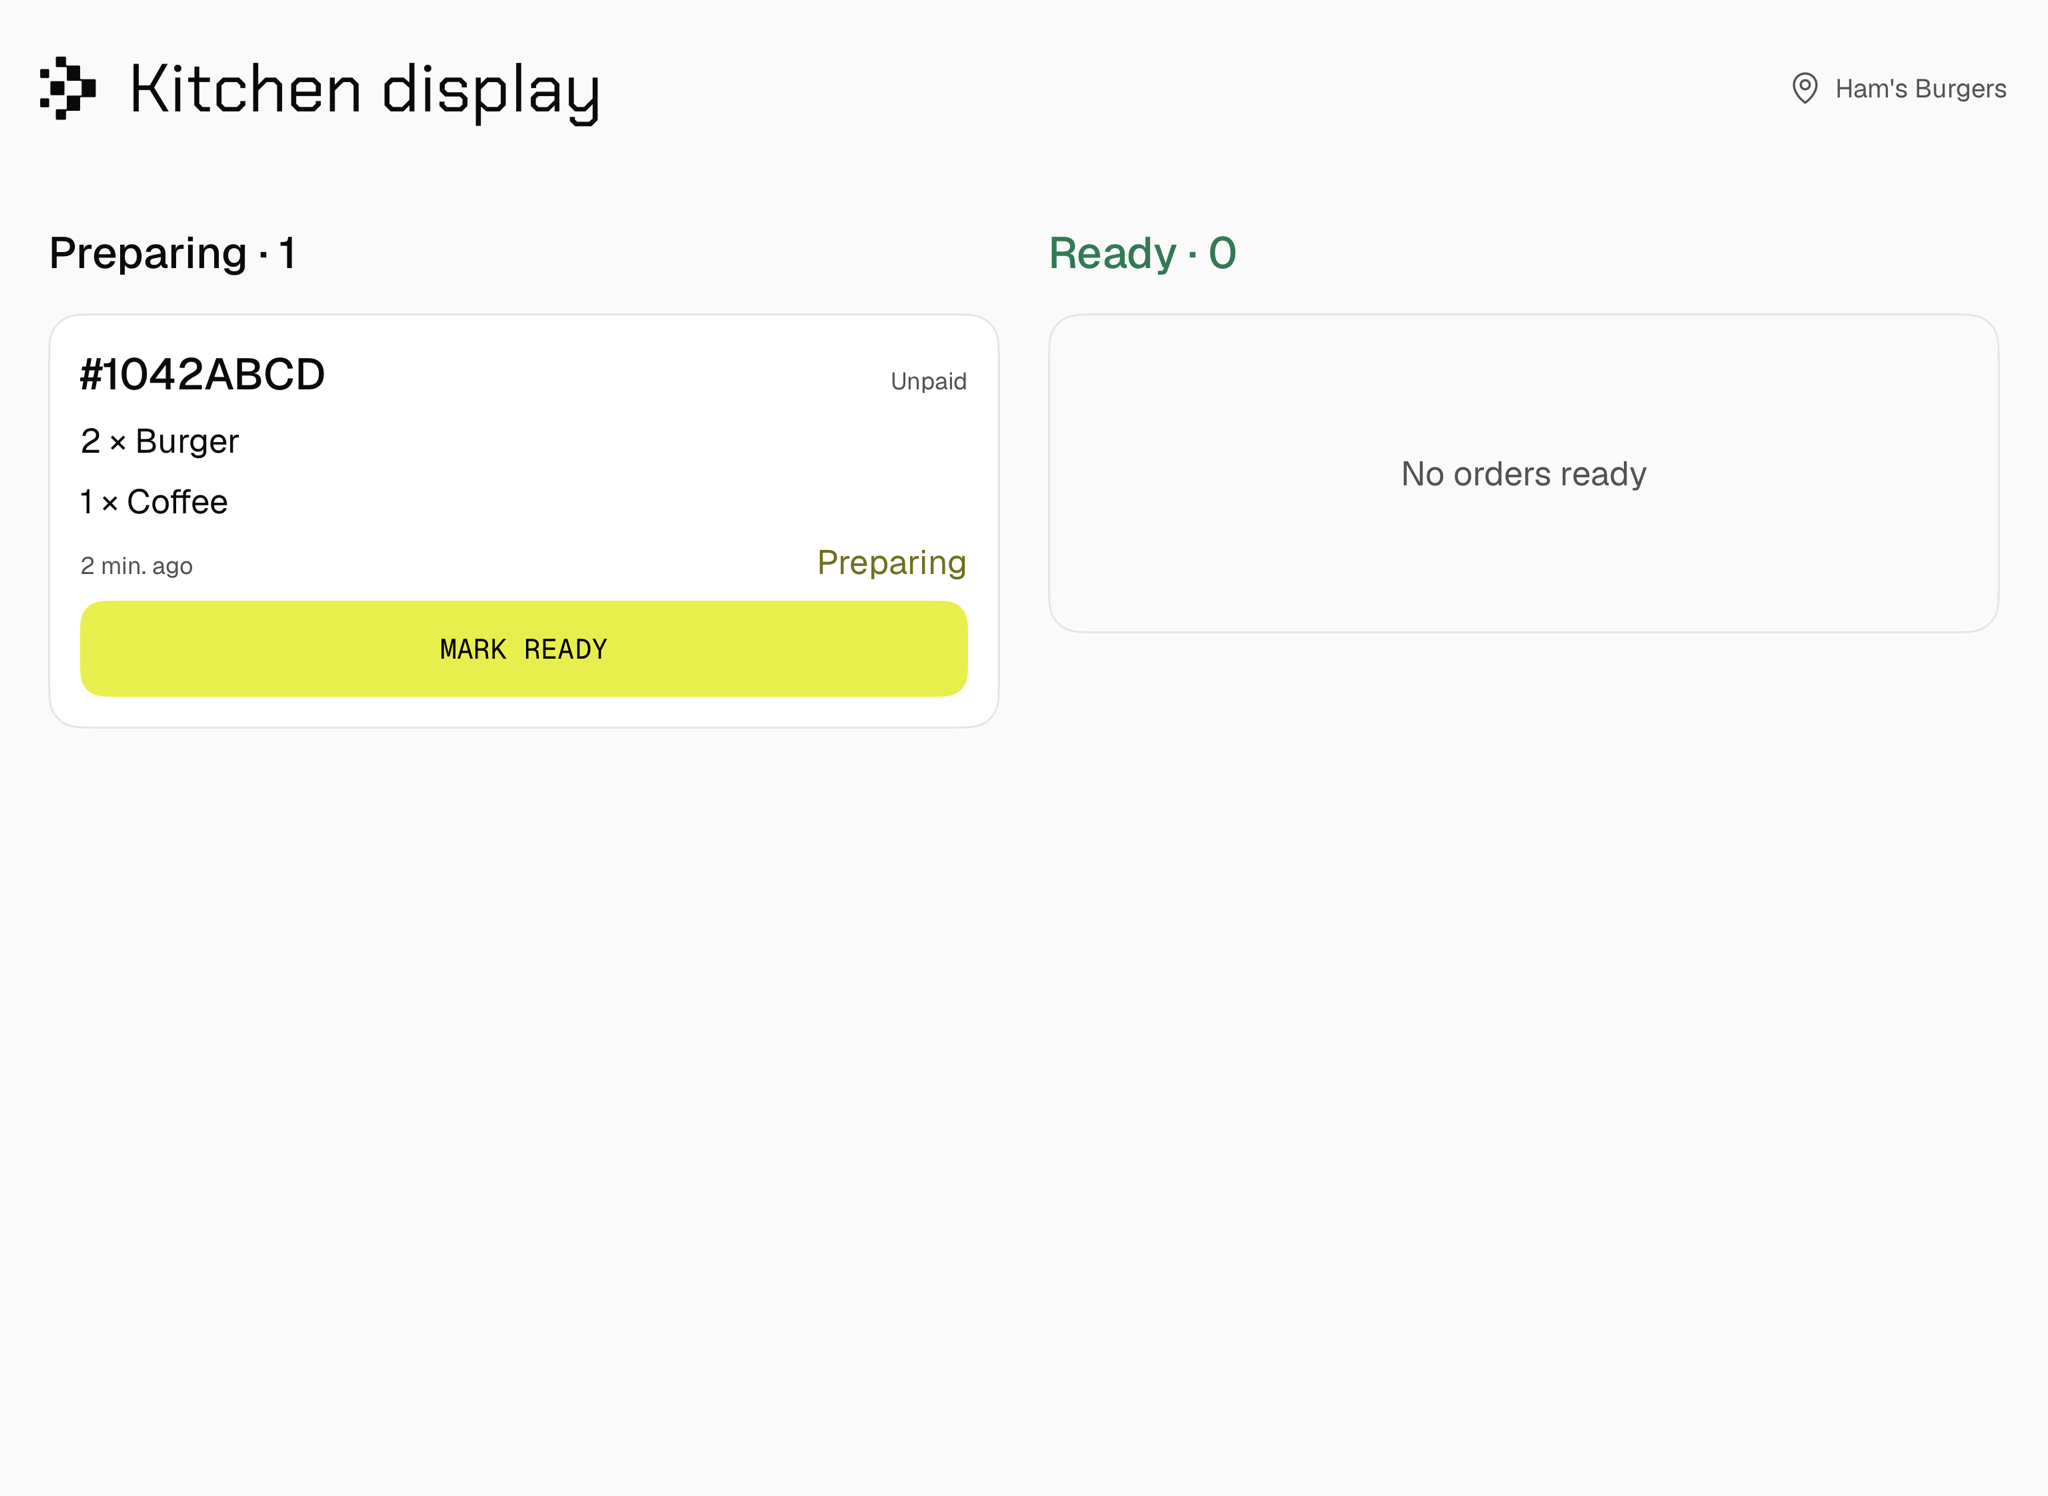 Kitchen display
Ham's Burgers
Preparing · 1
#1042ABCD
Unpaid
2 × Burger
1 × Coffee
2 min. ago
Preparing
MARK READY
Ready · 0
No orders ready